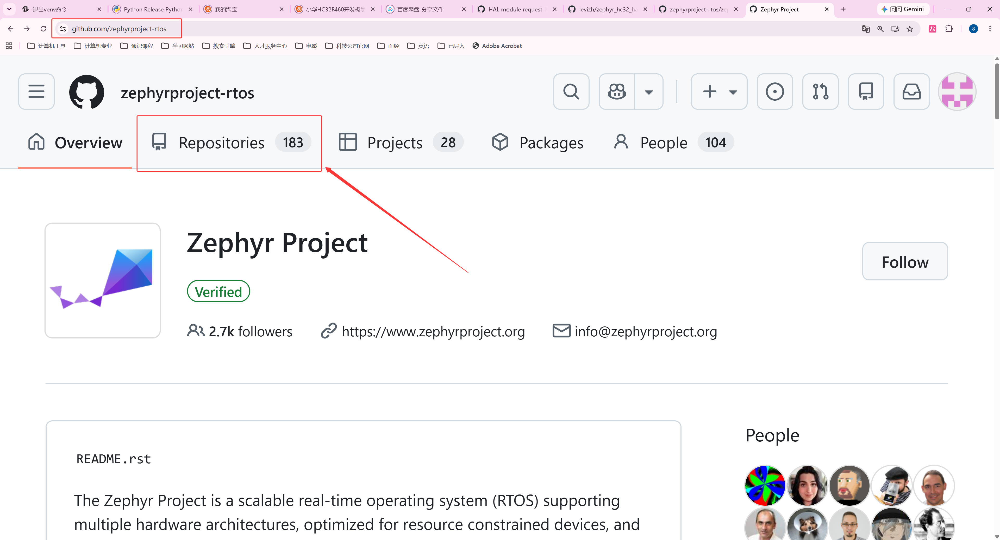 退出venv命令
Python Release Python
我的淘宝
小华HC32F460开发板学
百度网盘-分享文件
HAL module request:
levizh/zephyr_hc32_ha
zephyrproject-rtos/zep
Zephyr Project
问问 Gemini
github.com/zephyrproject-rtos
8
计算机工具
计算机专业
通识课程
学习网站
搜索引擎
人才服务中心
电影
科技公司官网
面经
英语
已导入
Adobe Acrobat
zephyrproject-rtos
Overview
Repositories 183
Projects 28
Packages
People 104
Zephyr Project
Follow
Verified
2.7k followers
https://www.zephyrproject.org
info@zephyrproject.org
People
README.rst
The Zephyr Project is a scalable real-time operating system (RTOS) supporting
multiple hardware architectures, optimized for resource constrained devices, and